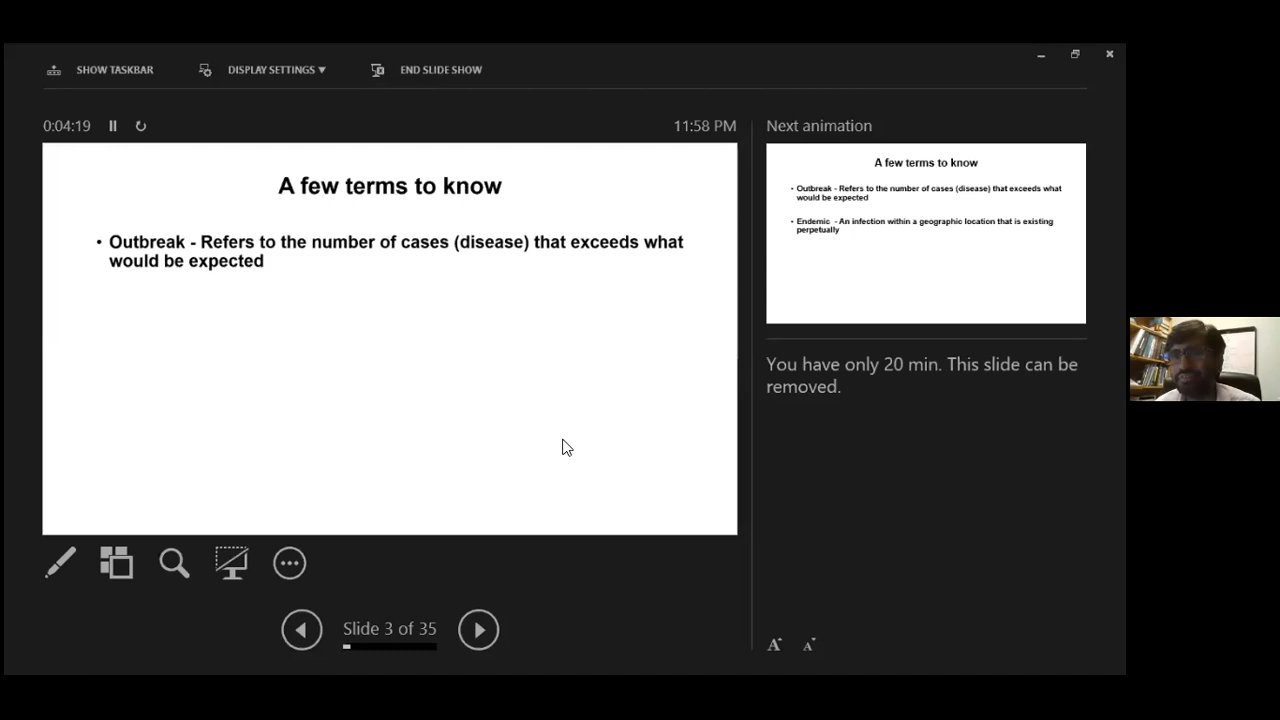 SHOW TASKBAR
DISPLAY SETTINGS ▾
END SLIDE SHOW
0:04:19
11:58 PM
A few terms to know
• Outbreak - Refers to the number of cases (disease) that exceeds what
would be expected
Next animation
A few terms to know
• Outbreak - Refers to the number of cases (disease) that exceeds what
would be expected
• Endemic - An infection within a geographic location that is existing
perpetually
You have only 20 min. This slide can be
removed.
Slide 3 of 35
A A